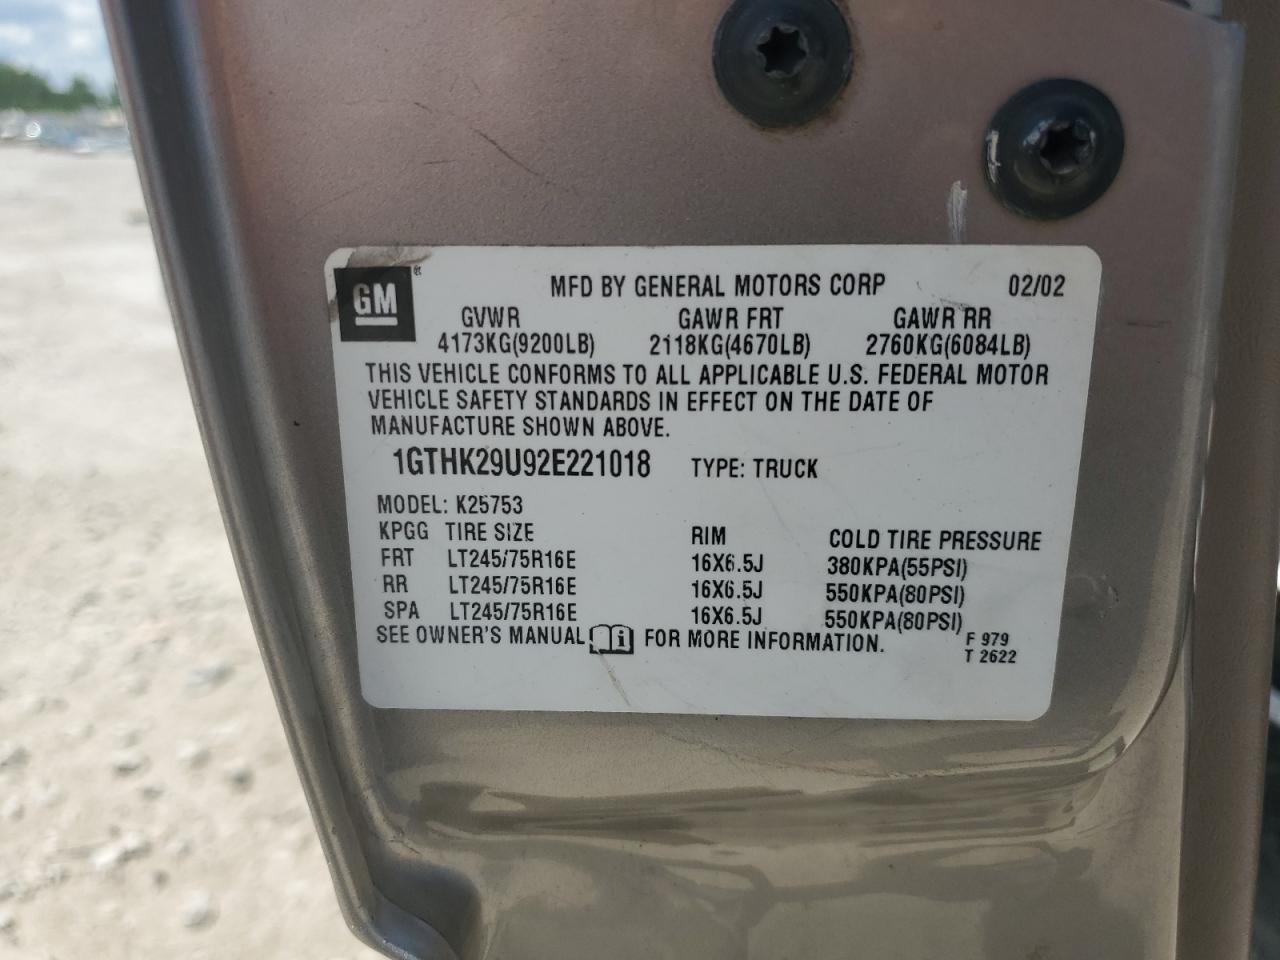 GM ® MFD BY GENERAL MOTORS CORP 02/02
GVWR GAWR FRT GAWR RR
4173KG(9200LB) 2118KG(4670LB) 2760KG(6084LB)
THIS VEHICLE CONFORMS TO ALL APPLICABLE U.S. FEDERAL MOTOR
VEHICLE SAFETY STANDARDS IN EFFECT ON THE DATE OF
MANUFACTURE SHOWN ABOVE.
1GTHK29U92E221018 TYPE: TRUCK
MODEL: K25753
KPGG TIRE SIZE RIM COLD TIRE PRESSURE
FRT LT245/75R16E 16X6.5J 380KPA(55PSI)
RR LT245/75R16E 16X6.5J 550KPA(80PSI)
SPA LT245/75R16E 16X6.5J 550KPA(80PSI)
SEE OWNER'S MANUAL i FOR MORE INFORMATION. F 979
T 2622